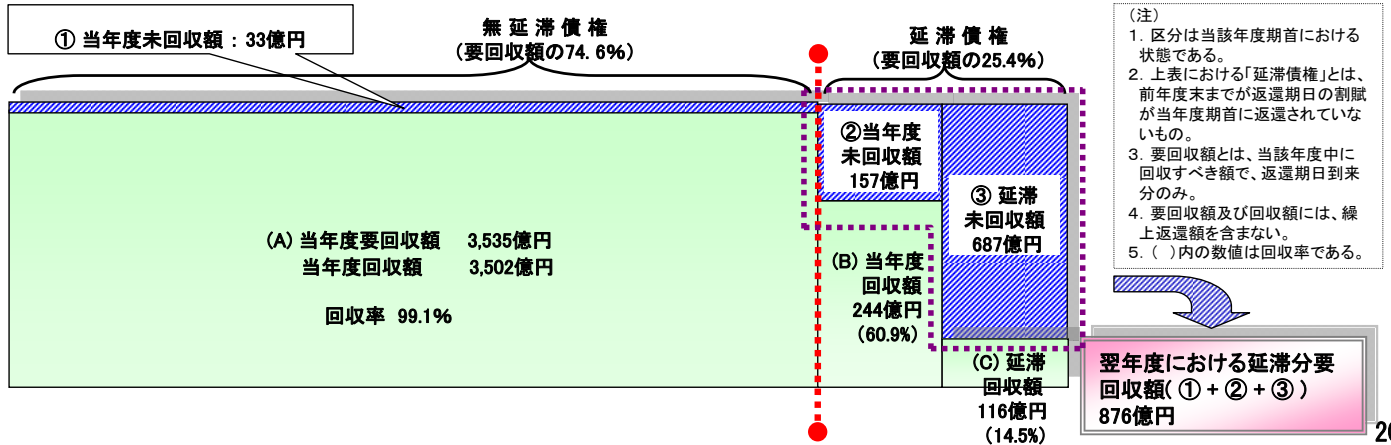 ① 当年度未回収額 : 33億円
無 延 滞 債 権
(要回収額の74. 6%)
延 滞 債 権
(要回収額の25.4%)
(注)
1. 区分は当該年度期首における
状態である。
2. 上表における「延滞債権」とは、
前年度末までが返還期日の割賦
が当年度期首に返還されていな
いもの。
3. 要回収額とは、当該年度中に
回収すべき額で、返還期日到来
分のみ。
4. 要回収額及び回収額には、繰
上返還額を含まない。
5. ( )内の数値は回収率である。
②当年度
未回収額
157億円
③ 延滞
未回収額
687億円
(A) 当年度要回収額 3,535億円
当年度回収額 3,502億円
回収率 99.1%
(B) 当年度
回収額
244億円
(60.9%)
(C) 延滞
回収額
116億円
(14.5%)
翌年度における延滞分要
回収額( ① + ② + ③ )
876億円